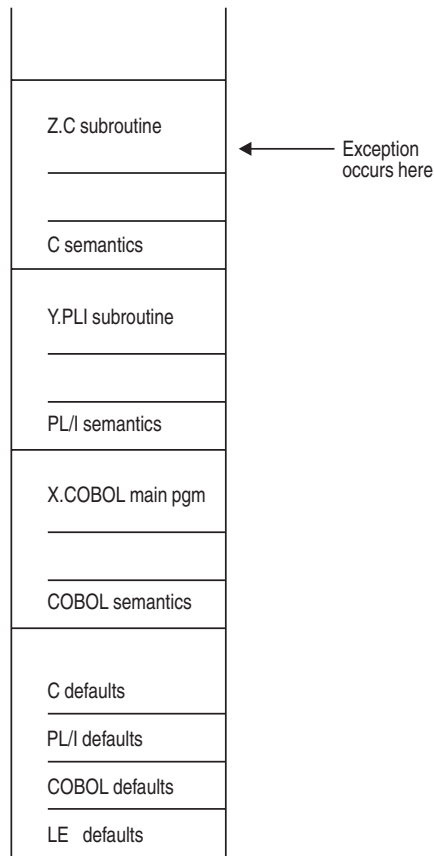 Z.C subroutine
Exception
occurs here
C semantics
Y.PLI subroutine
PL/I semantics
X.COBOL main pgm
COBOL semantics
C defaults
PL/I defaults
COBOL defaults
LE defaults